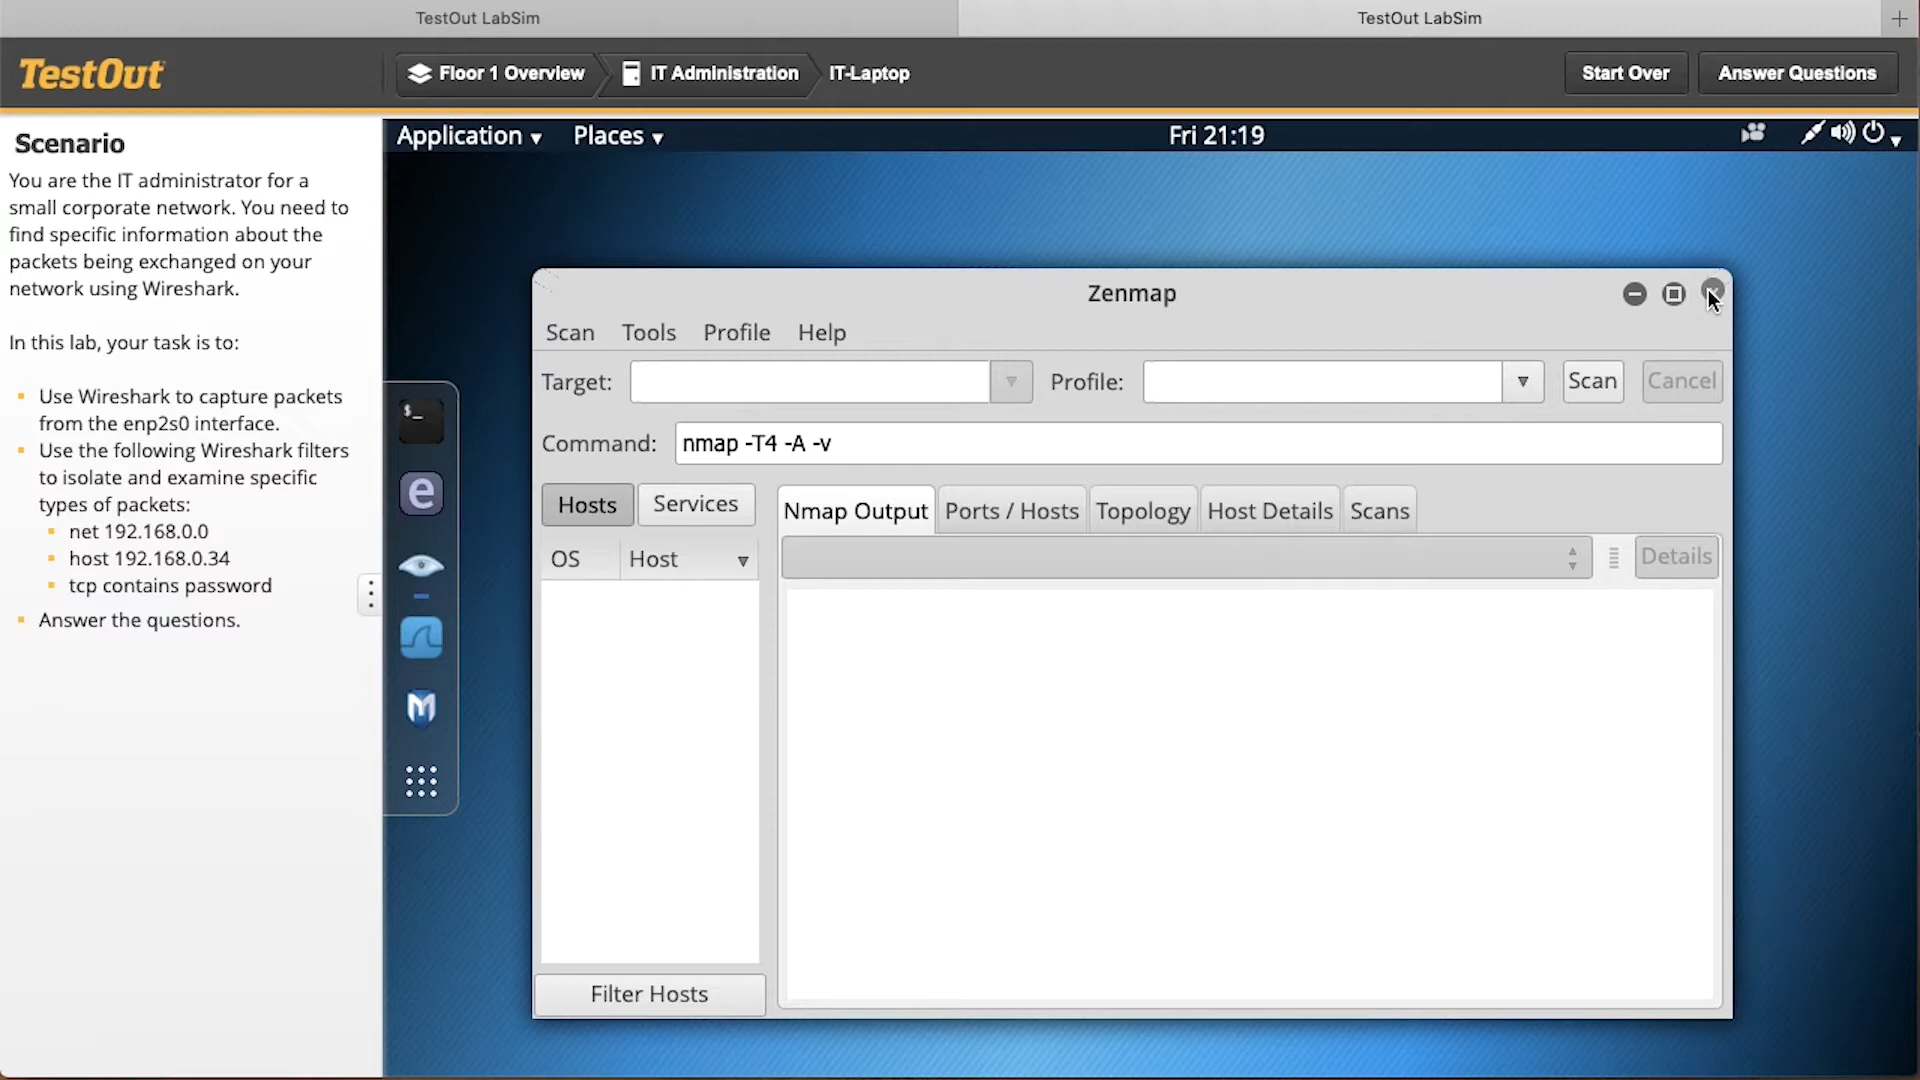 TestOut LabSim
TestOut LabSim
+
TestOut
Floor 1 Overview
IT Administration
IT-Laptop
Start Over
Answer Questions
Scenario
You are the IT administrator for a
small corporate network. You need to
find specific information about the
packets being exchanged on your
network using Wireshark.
In this lab, your task is to:
Use Wireshark to capture packets
from the enp2s0 interface.
Use the following Wireshark filters
to isolate and examine specific
types of packets:
net 192.168.0.0
host 192.168.0.34
tcp contains password
Answer the questions.
Application
Places
Fri 21:19
$_
e
M
Zenmap
Scan
Tools
Profile
Help
Target:
Profile:
Scan
Cancel
Command:
nmap -T4 -A -v
Hosts
Services
Nmap Output
Ports / Hosts
Topology
Host Details
Scans
OS
Host
Details
Filter Hosts